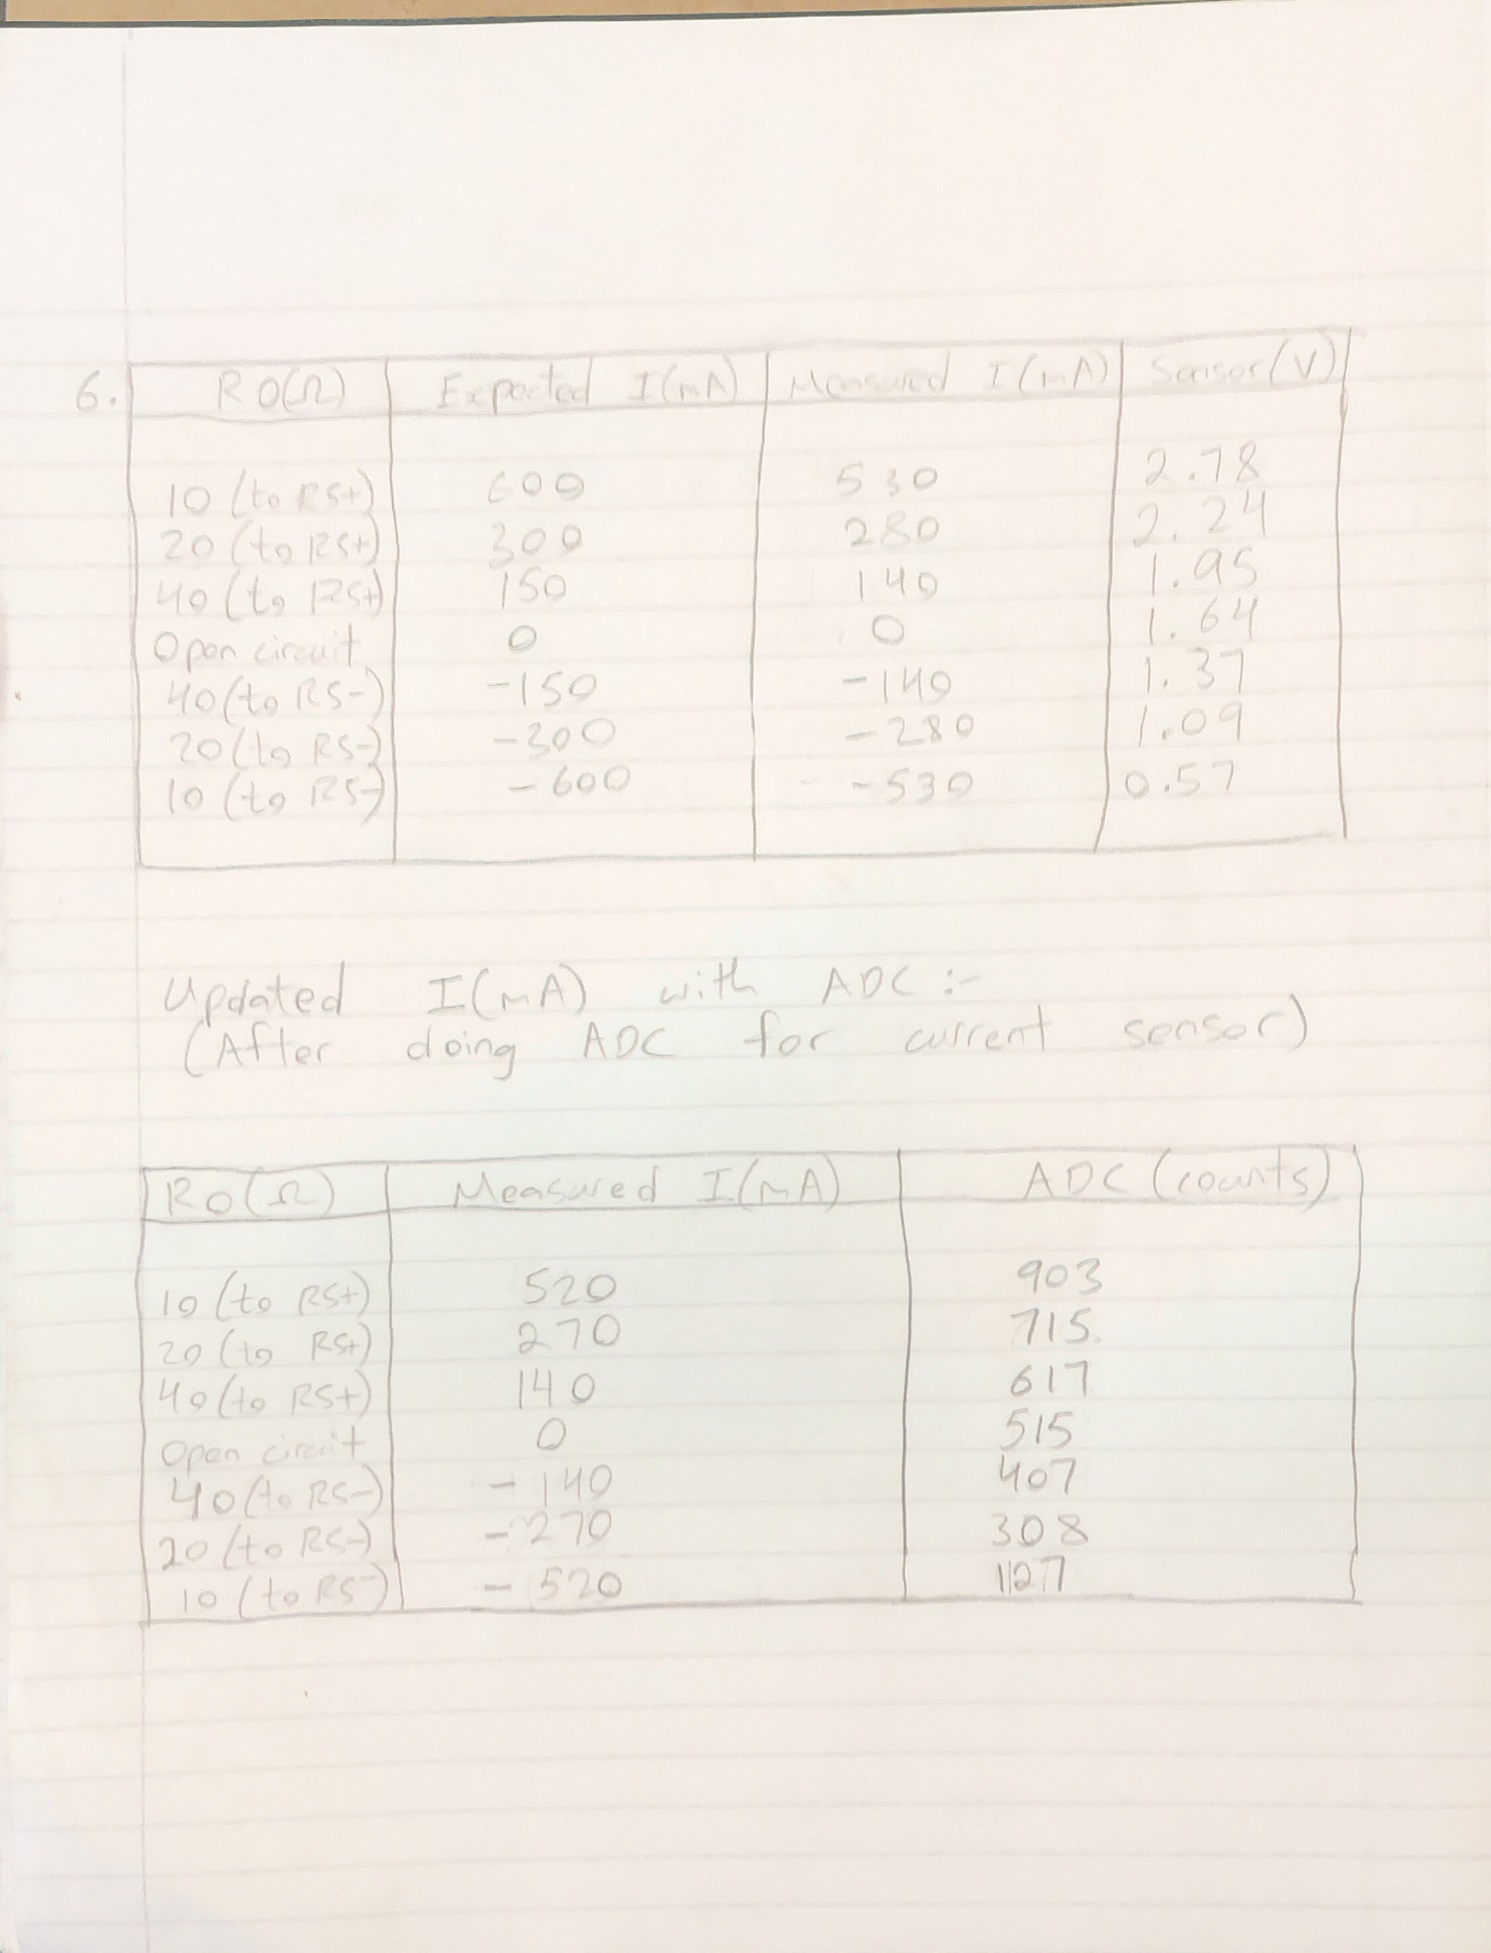 6. RO(Ω) Expected I(mA) Measured I(mA) Sensor(V)
10 (to RS+) 600 530 2.78
20 (to RS+) 300 280 2.24
40 (to RS+) 150 140 1.95
Open circuit 0 0 1.64
40 (to RS-) -150 -140 1.37
20 (to RS-) -300 -280 1.09
10 (to RS-) -600 -530 0.57
Updated I(mA) with ADC :-
(After doing ADC for current sensor)
RO(Ω) Measured I(mA) ADC (counts)
10 (to RS+) 520 903
20 (to RS+) 270 715
40 (to RS+) 140 617
Open circuit 0 515
40 (to RS-) -140 407
20 (to RS-) -270 308
10 (to RS-) -520 127